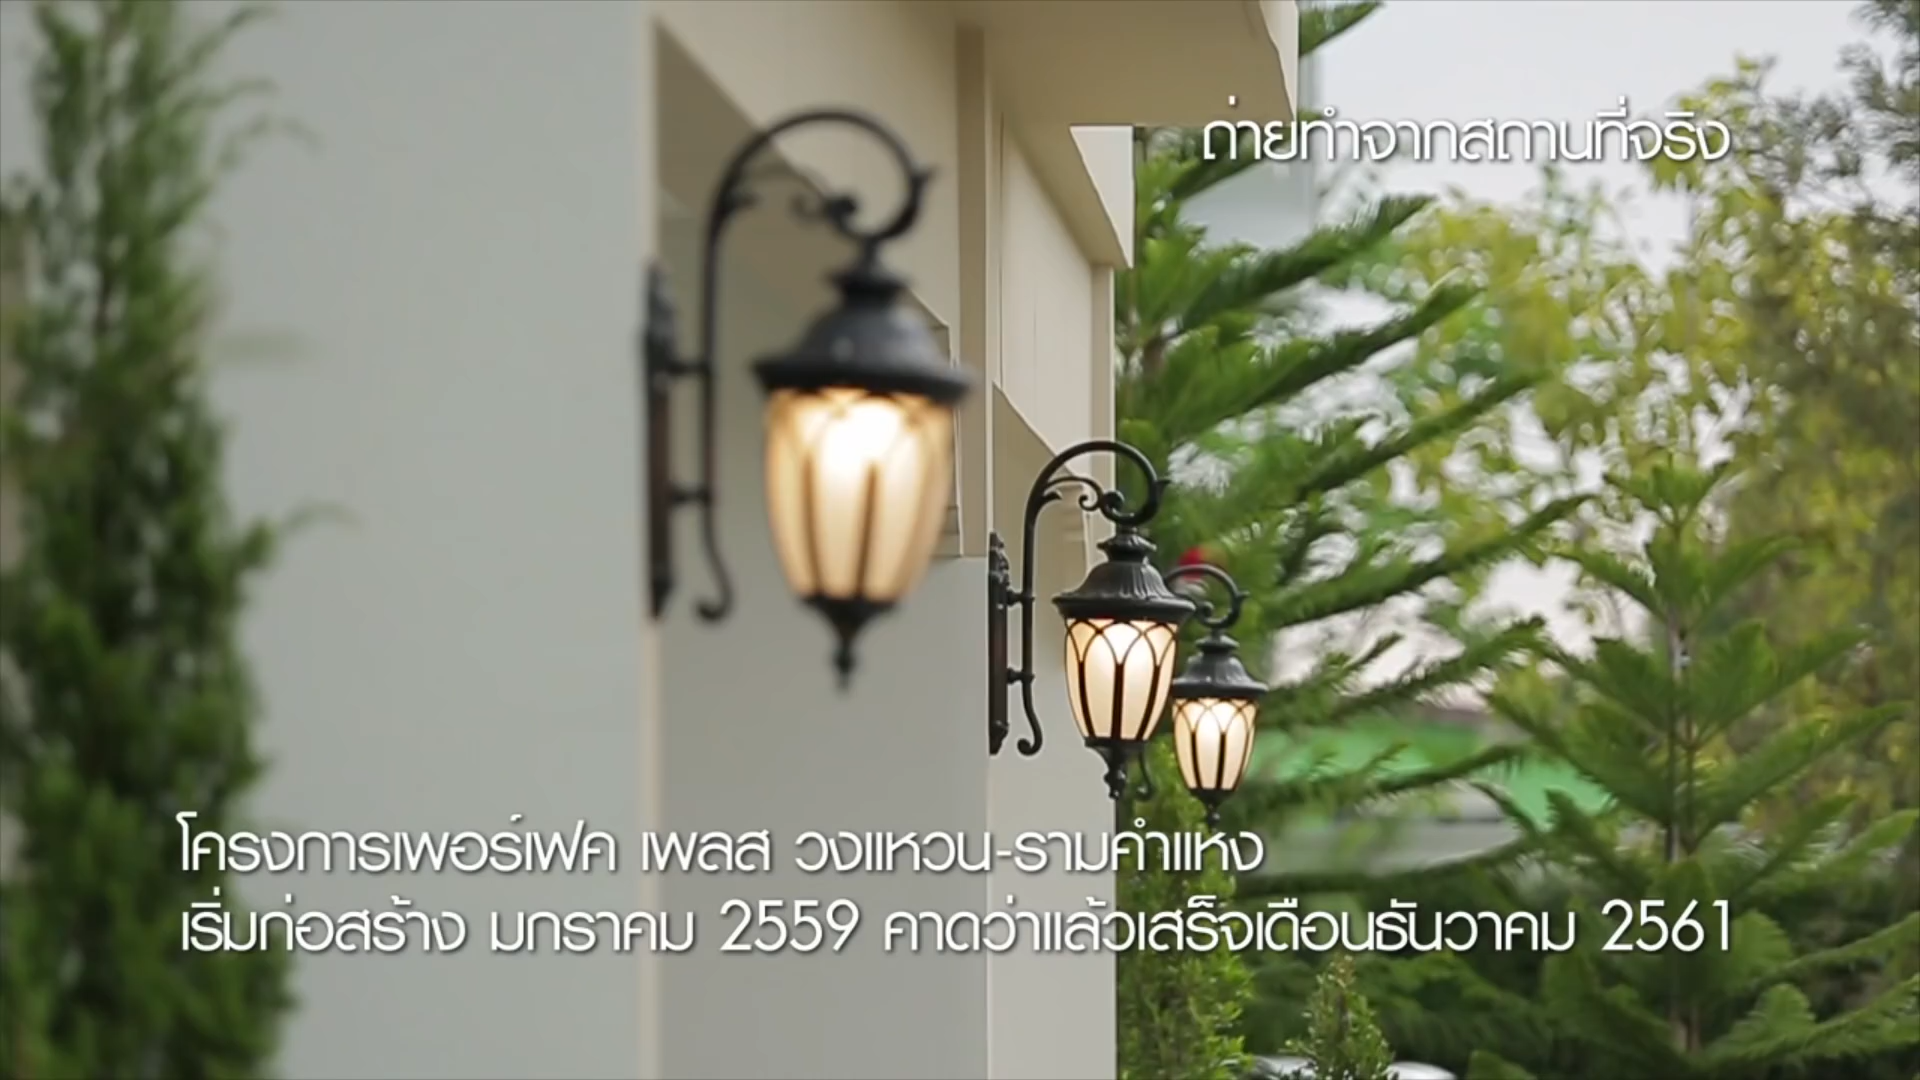 ถ่ายทำจากสถานที่จริง
โครงการเพอร์เฟค เพลส วงแหวน-รามคำแหง
เริ่มก่อสร้าง มกราคม 2559 คาดว่าแล้วเสร็จเดือนธันวาคม 2561